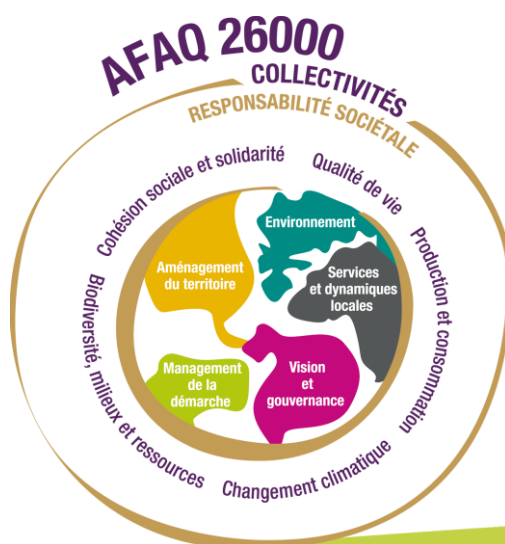 AFAQ 26000
COLLECTIVITÉS
RESPONSABILITÉ SOCIÉTALE
Cohésion sociale et solidarité
Qualité de vie
Production et consommation
Changement climatique
Biodiversité, milieux et ressources
Environnement
Aménagement
du territoire
Services
et dynamiques
locales
Management
de la
démarche
Vision
et
gouvernance